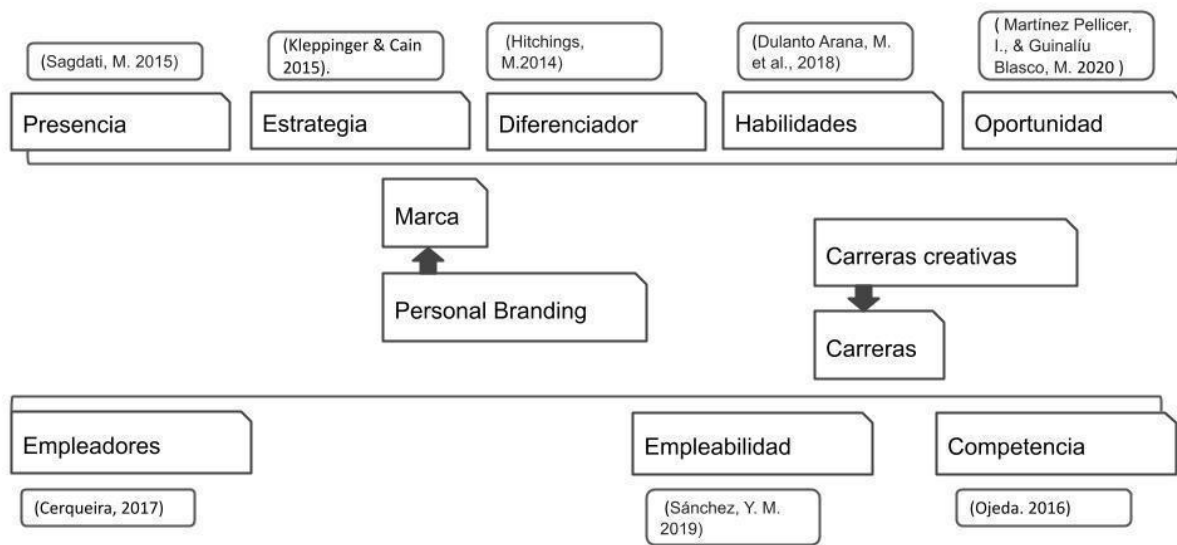 (Sagdati, M. 2015)
(Kleppinger & Cain
2015).
(Hitchings,
M.2014)
(Dulanto Arana, M.
et al., 2018)
( Martínez Pellicer,
I., & Guinalíu
Blasco, M. 2020 )
Presencia
Estrategia
Diferenciador
Habilidades
Oportunidad
Marca
Personal Branding
Carreras creativas
Carreras
Empleadores
Empleabilidad
Competencia
(Cerqueira, 2017)
(Sánchez, Y. M.
2019)
(Ojeda. 2016)